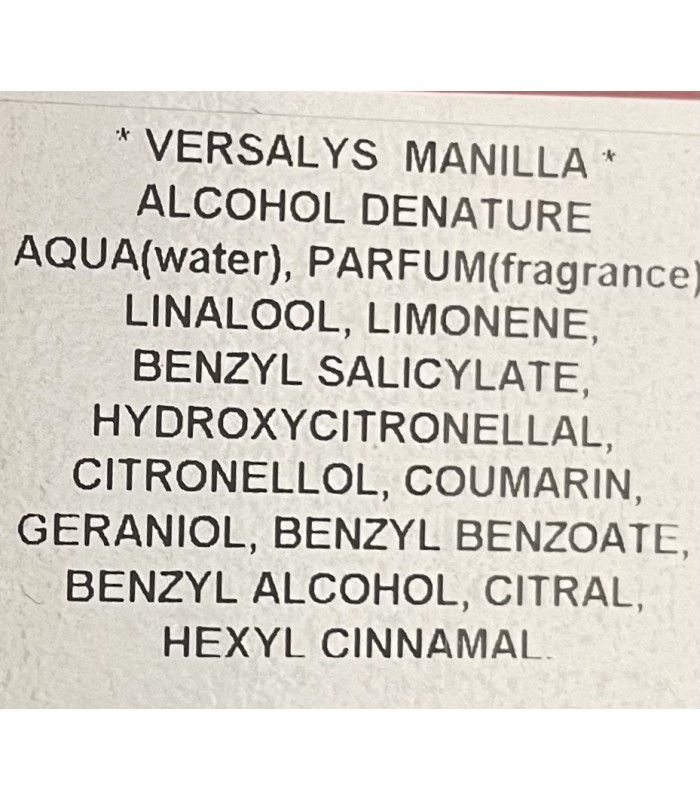 * VERSALYS MANILLA *
ALCOHOL DENATURE
AQUA(water), PARFUM(fragrance)
LINALOOL, LIMONENE,
BENZYL SALICYLATE,
HYDROXYCITRONELLAL,
CITRONELLOL, COUMARIN,
GERANIOL, BENZYL BENZOATE,
BENZYL ALCOHOL, CITRAL,
HEXYL CINNAMAL.